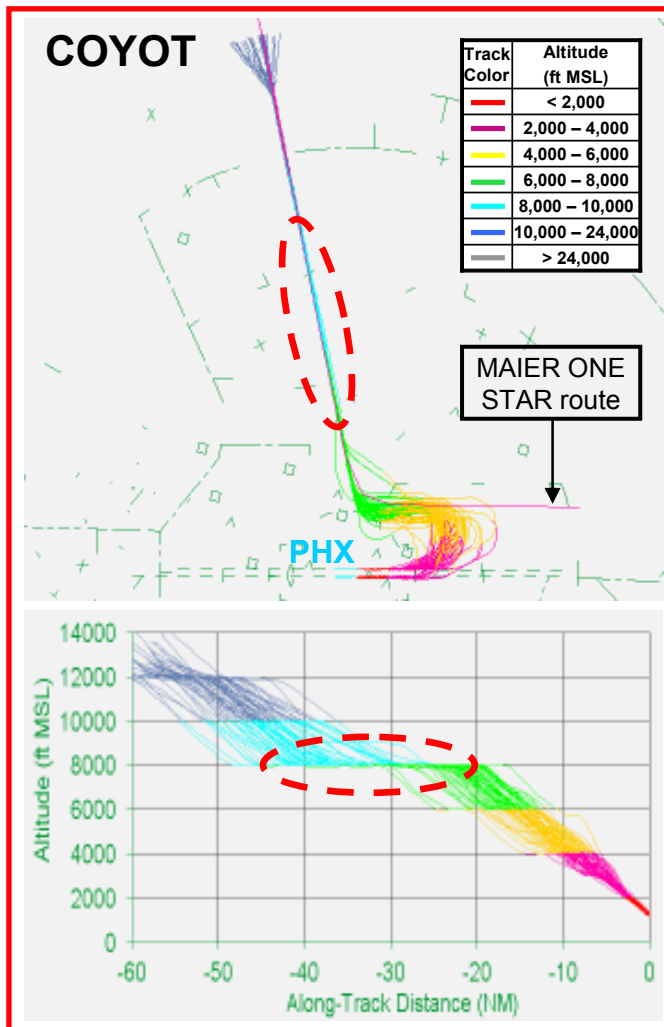 COYOT
Track Color Altitude (ft MSL)
< 2,000
2,000 – 4,000
4,000 – 6,000
6,000 – 8,000
8,000 – 10,000
10,000 – 24,000
> 24,000
MAIER ONE
STAR route
PHX
14000
12000
10000
8000
6000
4000
2000
0
Altitude (ft MSL)
-60 -50 -40 -30 -20 -10 0
Along-Track Distance (NM)